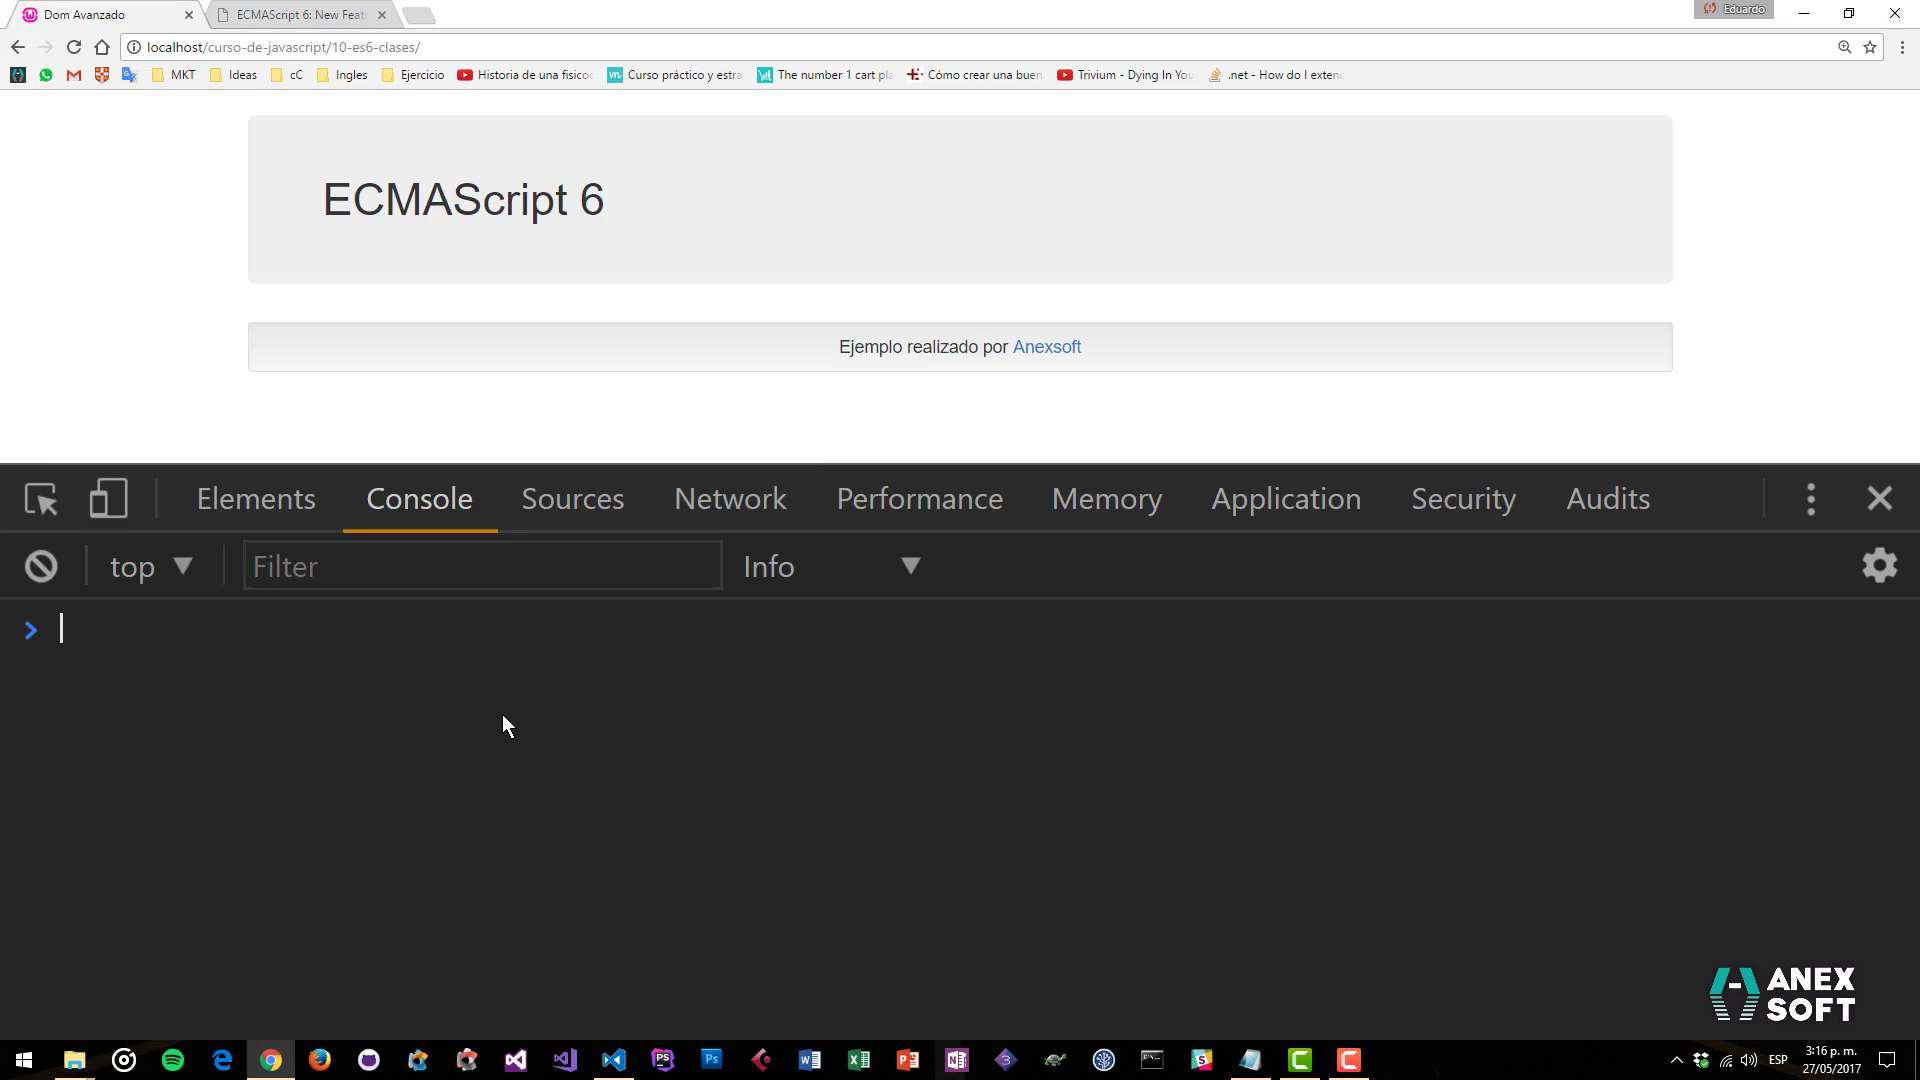 Dom Avanzado
ECMAScript 6: New Feat
Eduardo
localhost/curso-de-javascript/10-es6-clases/
MKT
Ideas
cC
Ingles
Ejercicio
Historia de una físico
Curso práctico y estra
The number 1 cart pla
Cómo crear una buen
Trivium - Dying In You
.net - How do I extend
ECMAScript 6
Ejemplo realizado por Anexsoft
Elements Console Sources Network Performance Memory Application Security Audits
top Filter Info
ANEX
SOFT
ESP
3:16 p. m.
27/05/2017